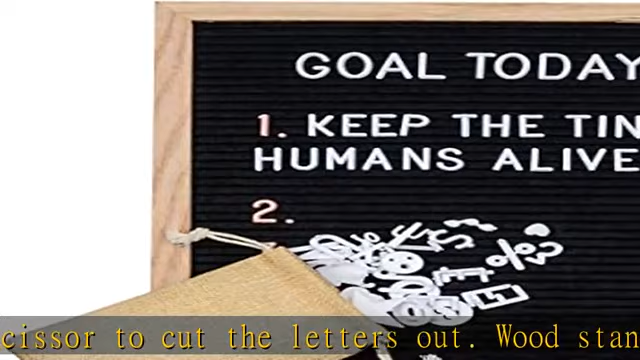 GOAL TODAY
1. KEEP THE TIN
HUMANS ALIVE
2.
cissor to cut the letters out. Wood stan